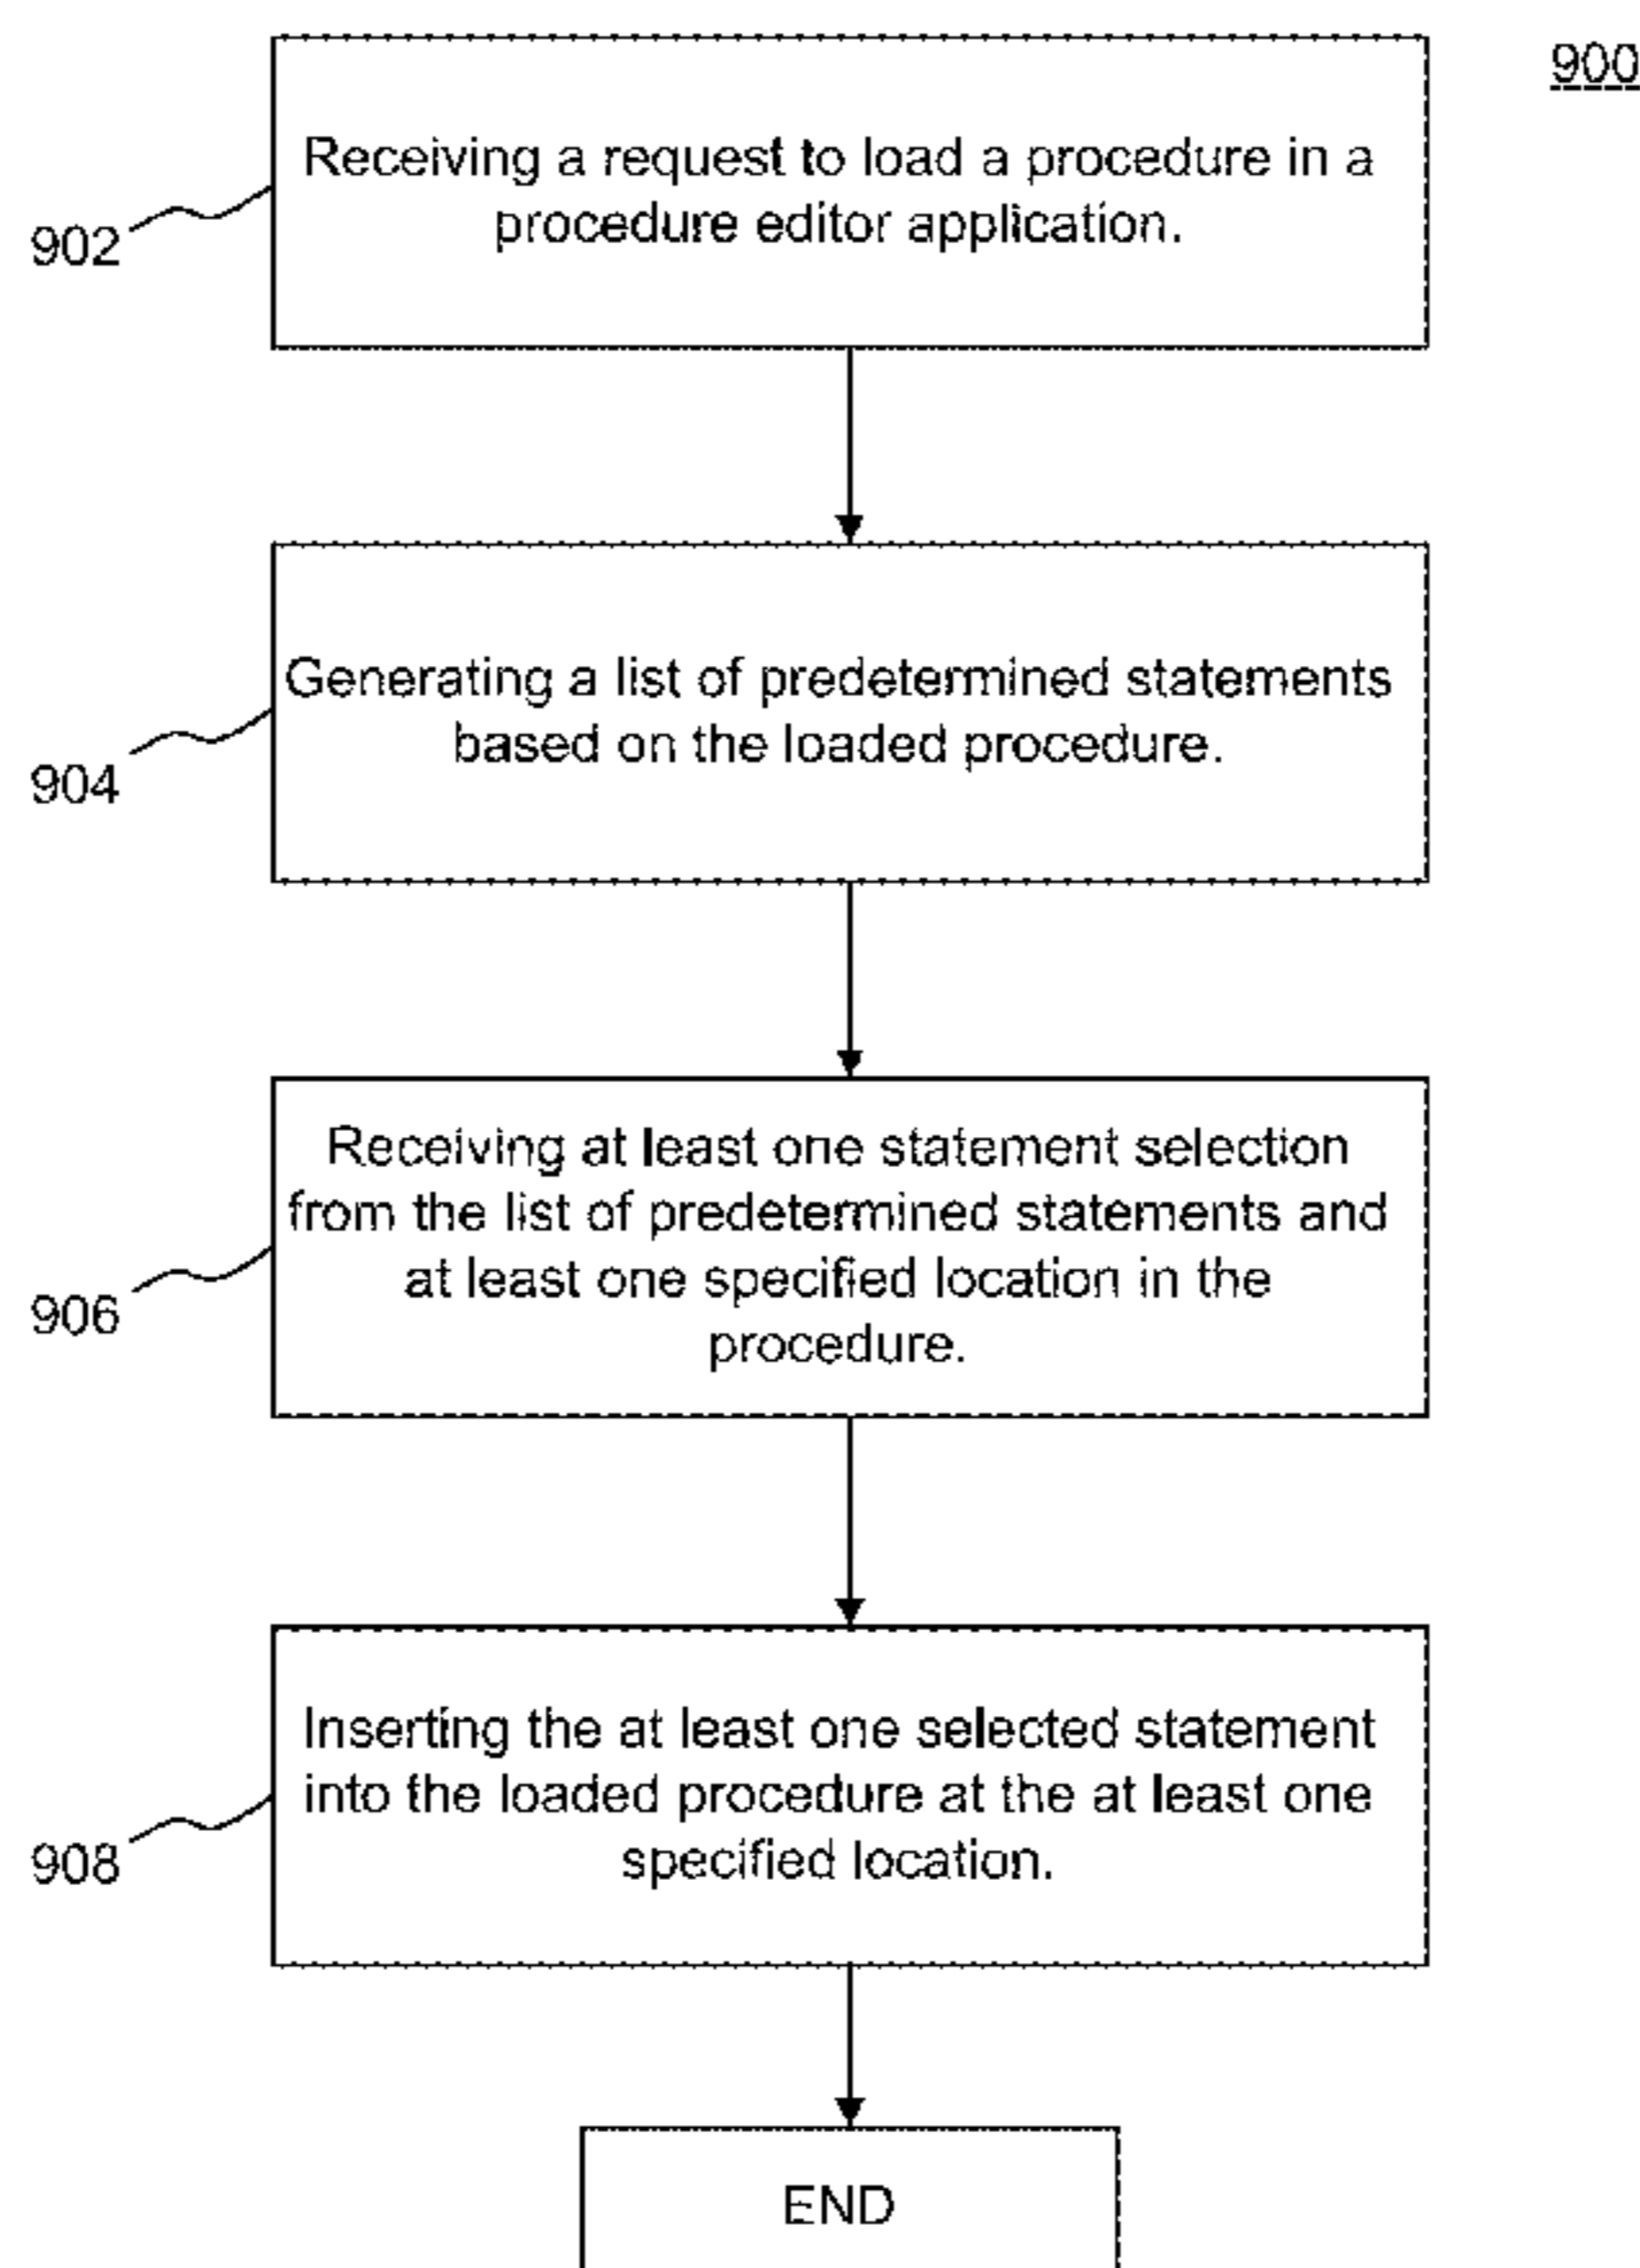 900
Receiving a request to load a procedure in a
procedure editor application.
902
Generating a list of predetermined statements
based on the loaded procedure.
904
Receiving at least one statement selection
from the list of predetermined statements and
at least one specified location in the
procedure.
906
Inserting the at least one selected statement
into the loaded procedure at the at least one
specified location.
908
END